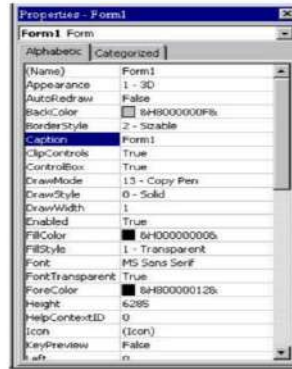 Properties - Form1
Form1 Form
Alphabetic Categorized
(Name) Form1
Appearance 1 - 3D
AutoRedraw False
BackColor &H8000000F&
BorderStyle 2 - Sizable
Caption Form1
ClipControls True
ControlBox True
DrawMode 13 - Copy Pen
DrawStyle 0 - Solid
DrawWidth 1
Enabled True
FillColor &H00000000&
FillStyle 1 - Transparent
Font MS Sans Serif
FontTransparent True
ForeColor &H80000012&
Height 6285
HelpContextID 0
Icon (Icon)
KeyPreview False
Left 0